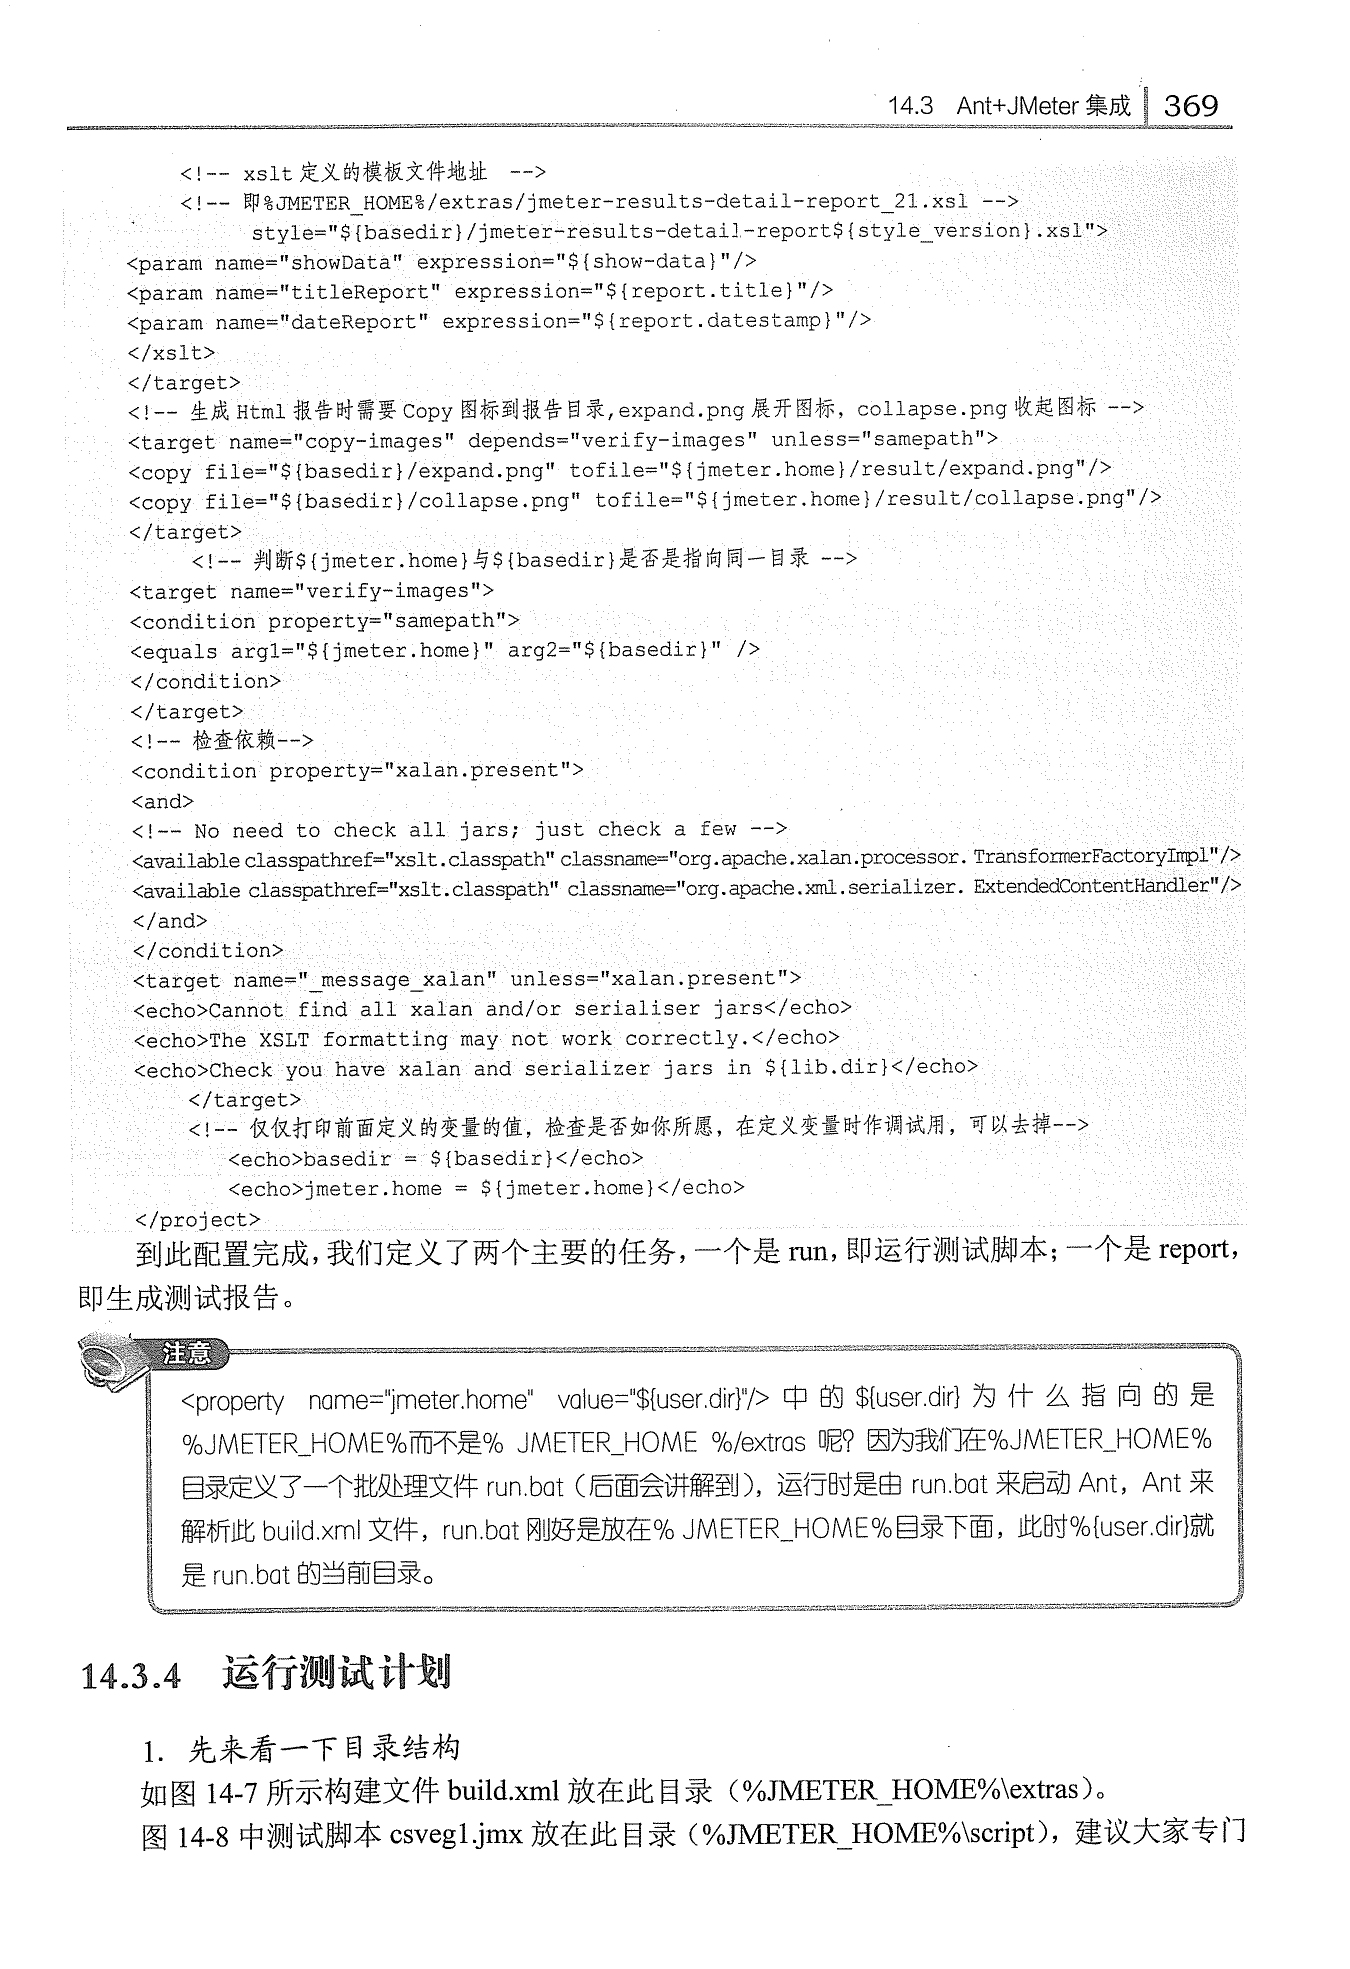 14.3 Ant+JMeter 集成 369
<!-- xslt 定义的模板文件地址 -->
<!-- 即%JMETER_HOME%/extras/jmeter-results-detail-report_21.xsl -->
style="${basedir}/jmeter-results-detail-report${style_version}.xsl">
<param name="showData" expression="${show-data}"/>
<param name="titleReport" expression="${report.title}"/>
<param name="dateReport" expression="${report.datestamp}"/>
</xslt>
</target>
<!-- 生成 Html 报告时需要 Copy 图标到报告目录,expand.png 展开图标，collapse.png 收起图标 -->
<target name="copy-images" depends="verify-images" unless="samepath">
<copy file="${basedir}/expand.png" tofile="${jmeter.home}/result/expand.png"/>
<copy file="${basedir}/collapse.png" tofile="${jmeter.home}/result/collapse.png"/>
</target>
<!-- 判断${jmeter.home}与${basedir}是否是指向同一目录 -->
<target name="verify-images">
<condition property="samepath">
<equals arg1="${jmeter.home}" arg2="${basedir}" />
</condition>
</target>
<!-- 检查依赖-->
<condition property="xalan.present">
<and>
<!-- No need to check all jars; just check a few -->
<available classpathref="xslt.classpath" classname="org.apache.xalan.processor. TransformerFactoryImpl"/>
<available classpathref="xslt.classpath" classname="org.apache.xml.serializer. ExtendedContentHandler"/>
</and>
</condition>
<target name="_message_xalan" unless="xalan.present">
<echo>Cannot find all xalan and/or serialiser jars</echo>
<echo>The XSLT formatting may not work correctly.</echo>
<echo>Check you have xalan and serializer jars in ${lib.dir}</echo>
</target>
<!-- 仅仅打印前面定义的变量的值，检查是否如你所愿，在定义变量时作调试用，可以去掉-->
<echo>basedir = ${basedir}</echo>
<echo>jmeter.home = ${jmeter.home}</echo>
</project>
到此配置完成，我们定义了两个主要的任务，一个是 run，即运行测试脚本；一个是 report，
即生成测试报告。
注意
<property name="jmeter.home" value="${user.dir}"/> 中的 ${user.dir} 为什么指向的是
%JMETER_HOME%而不是% JMETER_HOME %/extras 呢？因为我们在%JMETER_HOME%
目录定义了一个批处理文件 run.bat（后面会讲解到），运行时是由 run.bat 来启动 Ant，Ant 来
解析此 build.xml 文件，run.bat 刚好是放在% JMETER_HOME%目录下面，此时%{user.dir}就
是 run.bat 的当前目录。
14.3.4 运行测试计划
1. 先来看一下目录结构
如图 14-7 所示构建文件 build.xml 放在此目录（%JMETER_HOME%\extras）。
图 14-8 中测试脚本 csveg1.jmx 放在此目录（%JMETER_HOME%\script），建议大家专门